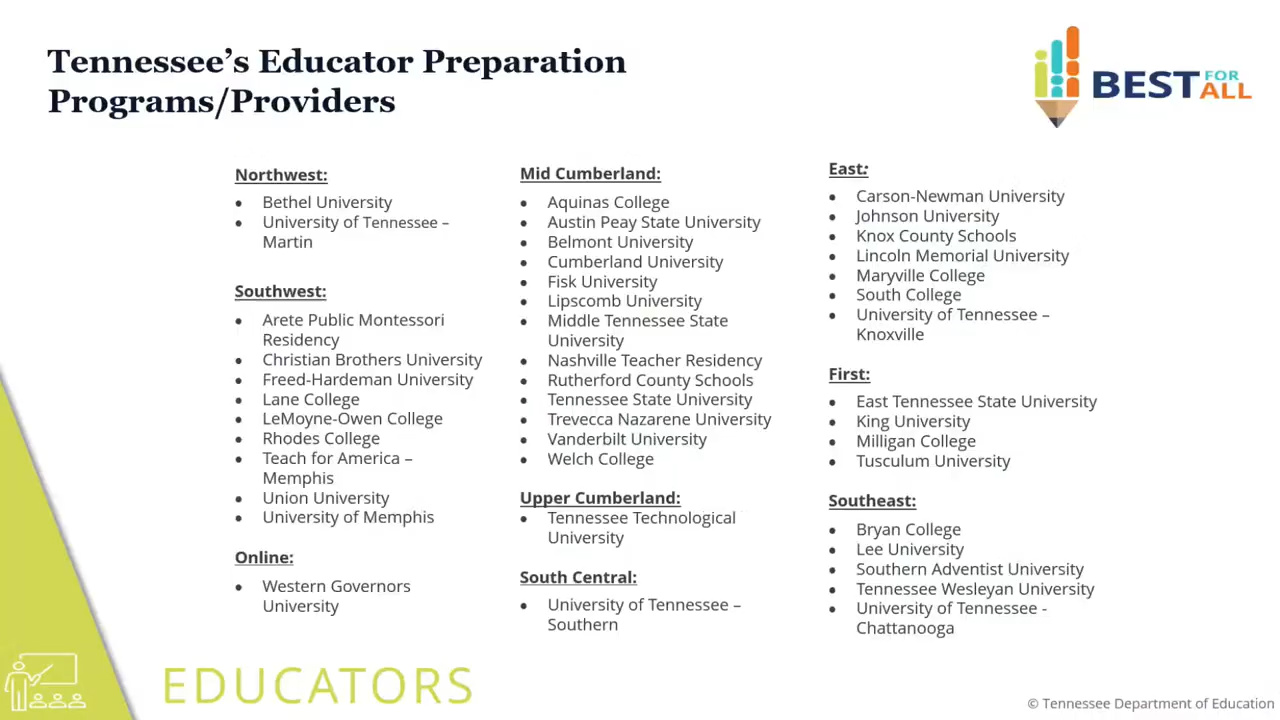 Tennessee’s Educator Preparation
Programs/Providers
BEST FOR ALL
Northwest:
• Bethel University
• University of Tennessee –
Martin
Southwest:
• Arete Public Montessori
Residency
• Christian Brothers University
• Freed-Hardeman University
• Lane College
• LeMoyne-Owen College
• Rhodes College
• Teach for America –
Memphis
• Union University
• University of Memphis
Online:
• Western Governors
University
Mid Cumberland:
• Aquinas College
• Austin Peay State University
• Belmont University
• Cumberland University
• Fisk University
• Lipscomb University
• Middle Tennessee State
University
• Nashville Teacher Residency
• Rutherford County Schools
• Tennessee State University
• Trevecca Nazarene University
• Vanderbilt University
• Welch College
Upper Cumberland:
• Tennessee Technological
University
South Central:
• University of Tennessee –
Southern
East:
• Carson-Newman University
• Johnson University
• Knox County Schools
• Lincoln Memorial University
• Maryville College
• South College
• University of Tennessee –
Knoxville
First:
• East Tennessee State University
• King University
• Milligan College
• Tusculum University
Southeast:
• Bryan College
• Lee University
• Southern Adventist University
• Tennessee Wesleyan University
• University of Tennessee -
Chattanooga
EDUCATORS
© Tennessee Department of Education